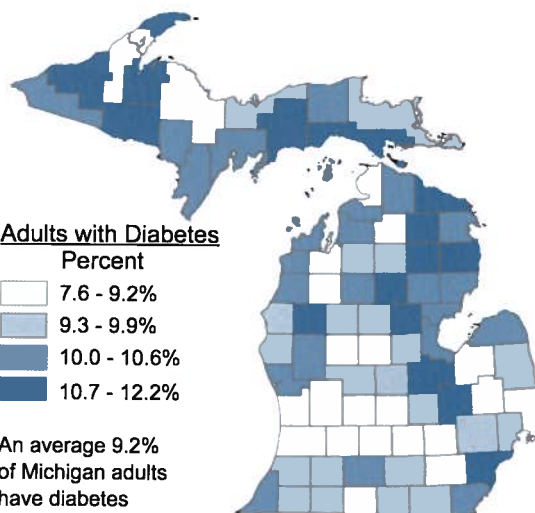 Adults with Diabetes
Percent
7.6 - 9.2%
9.3 - 9.9%
10.0 - 10.6%
10.7 - 12.2%
An average 9.2%
of Michigan adults
have diabetes